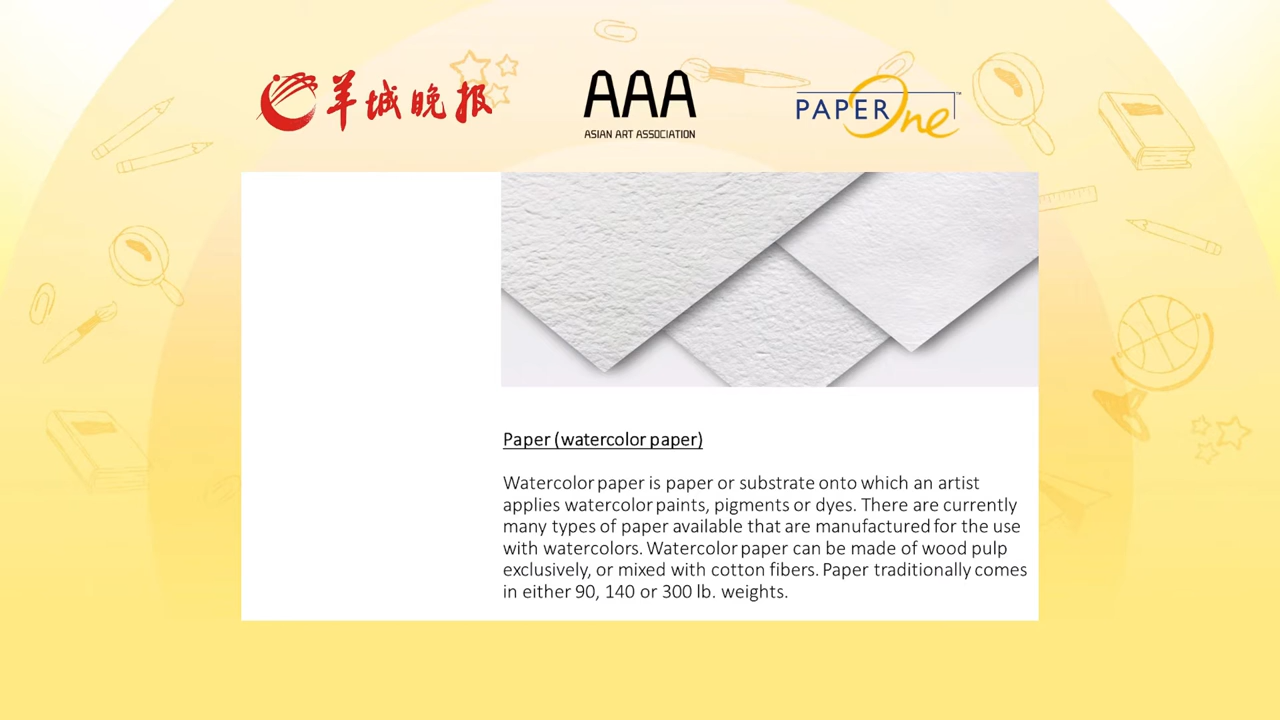 羊城晚报
AAA
ASIAN ART ASSOCIATION
PAPER One™
Paper (watercolor paper)
Watercolor paper is paper or substrate onto which an artist
applies watercolor paints, pigments or dyes. There are currently
many types of paper available that are manufactured for the use
with watercolors. Watercolor paper can be made of wood pulp
exclusively, or mixed with cotton fibers. Paper traditionally comes
in either 90, 140 or 300 lb. weights.